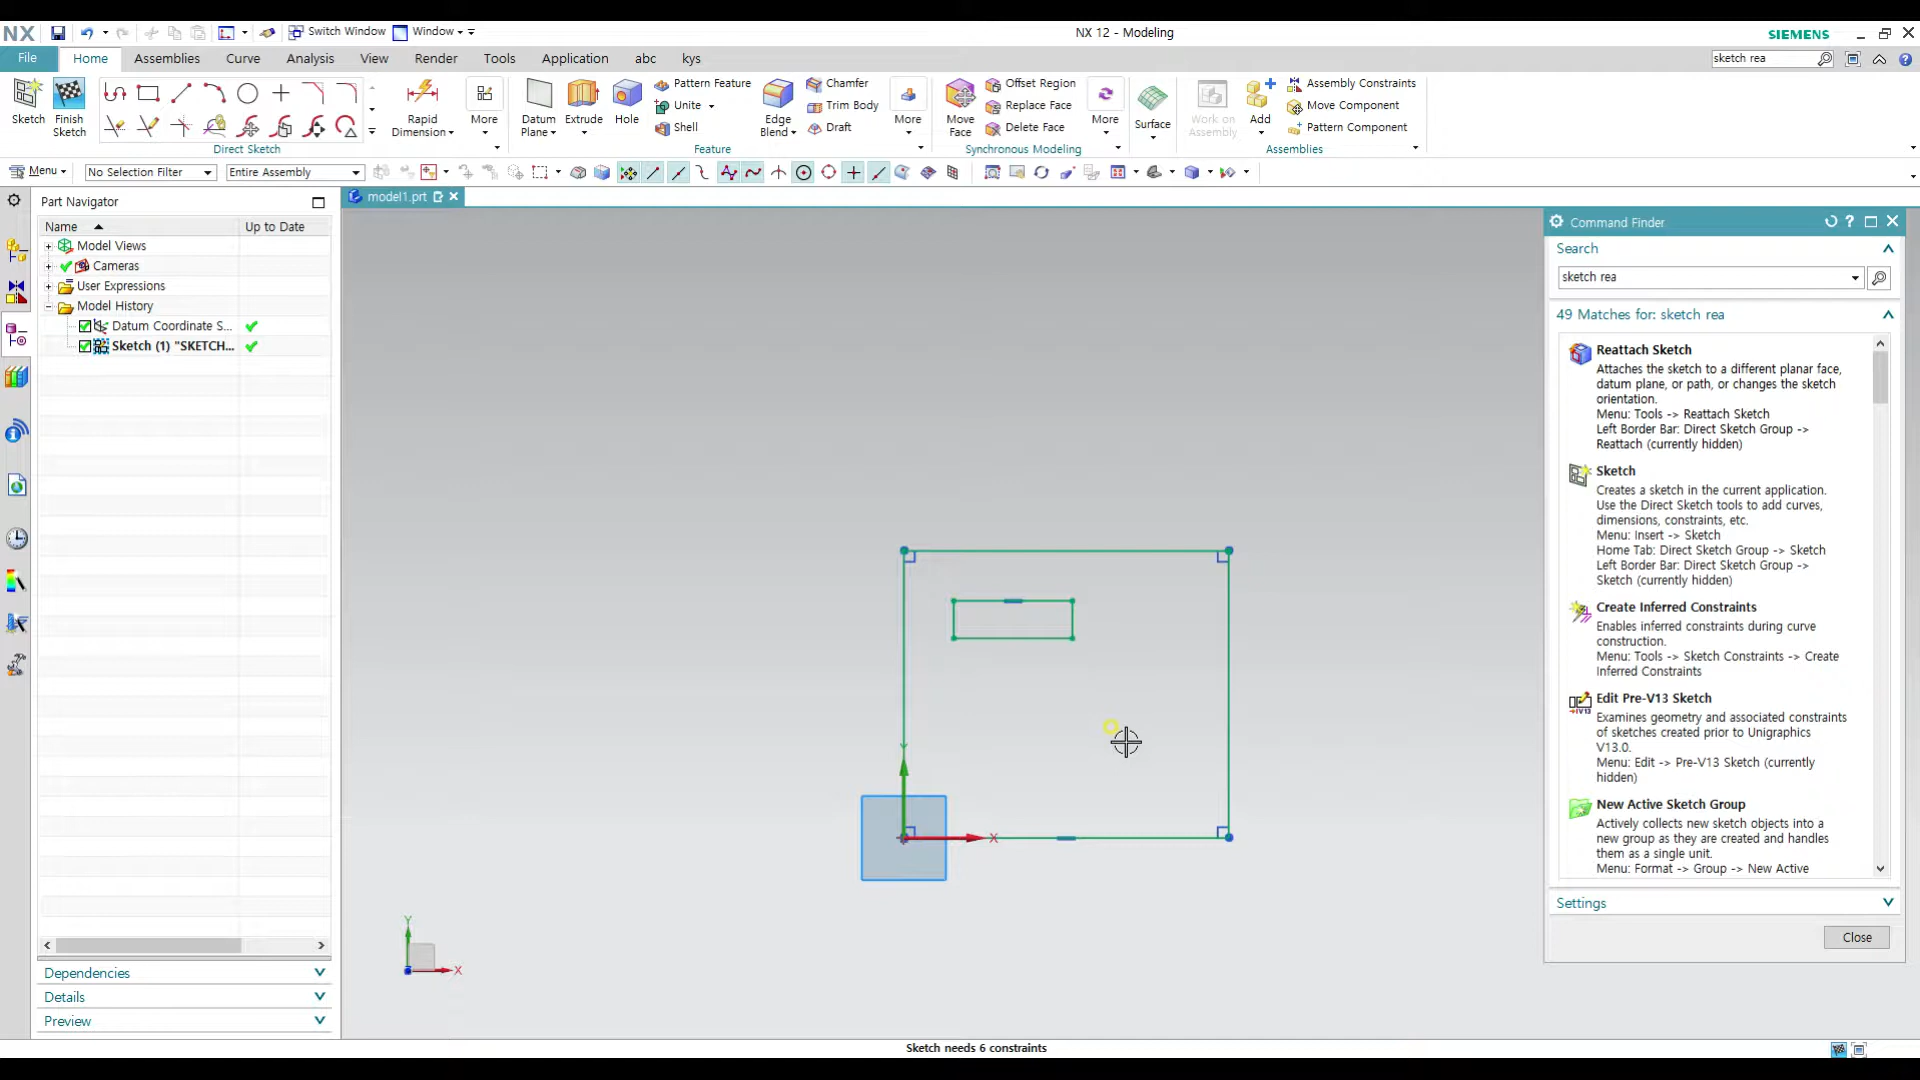 NX
Switch Window
Window
NX 12 - Modeling
SIEMENS
File
Home
Assemblies
Curve
Analysis
View
Render
Tools
Application
abc
kys
sketch rea
Sketch
Finish
Sketch
Rapid
Dimension
More
Direct Sketch
Datum
Plane
Extrude
Hole
Pattern Feature
Unite
Shell
Edge
Blend
Chamfer
Trim Body
Draft
More
Feature
Move
Face
Offset Region
Replace Face
Delete Face
More
Synchronous Modeling
Surface
Work on
Assembly
Add
Assembly Constraints
Move Component
Pattern Component
Assemblies
Menu
No Selection Filter
Entire Assembly
Part Navigator
Name
Up to Date
Model Views
Cameras
User Expressions
Model History
Datum Coordinate S...
Sketch (1) "SKETCH...
Dependencies
Details
Preview
model1.prt
X
Y
X
Command Finder
Search
sketch rea
49 Matches for: sketch rea
Reattach Sketch
Attaches the sketch to a different planar face,
datum plane, or path, or changes the sketch
orientation.
Menu: Tools -> Reattach Sketch
Left Border Bar: Direct Sketch Group ->
Reattach (currently hidden)
Sketch
Creates a sketch in the current application.
Use the Direct Sketch tools to add curves,
dimensions, constraints, etc.
Menu: Insert -> Sketch
Home Tab: Direct Sketch Group -> Sketch
Left Border Bar: Direct Sketch Group ->
Sketch (currently hidden)
Create Inferred Constraints
Enables inferred constraints during curve
construction.
Menu: Tools -> Sketch Constraints -> Create
Inferred Constraints
Edit Pre-V13 Sketch
Examines geometry and associated constraints
of sketches created prior to Unigraphics
V13.0.
Menu: Edit -> Pre-V13 Sketch (currently
hidden)
New Active Sketch Group
Actively collects new sketch objects into a
new group as they are created and handles
them as a single unit.
Menu: Format -> Group -> New Active
Settings
Close
Sketch needs 6 constraints